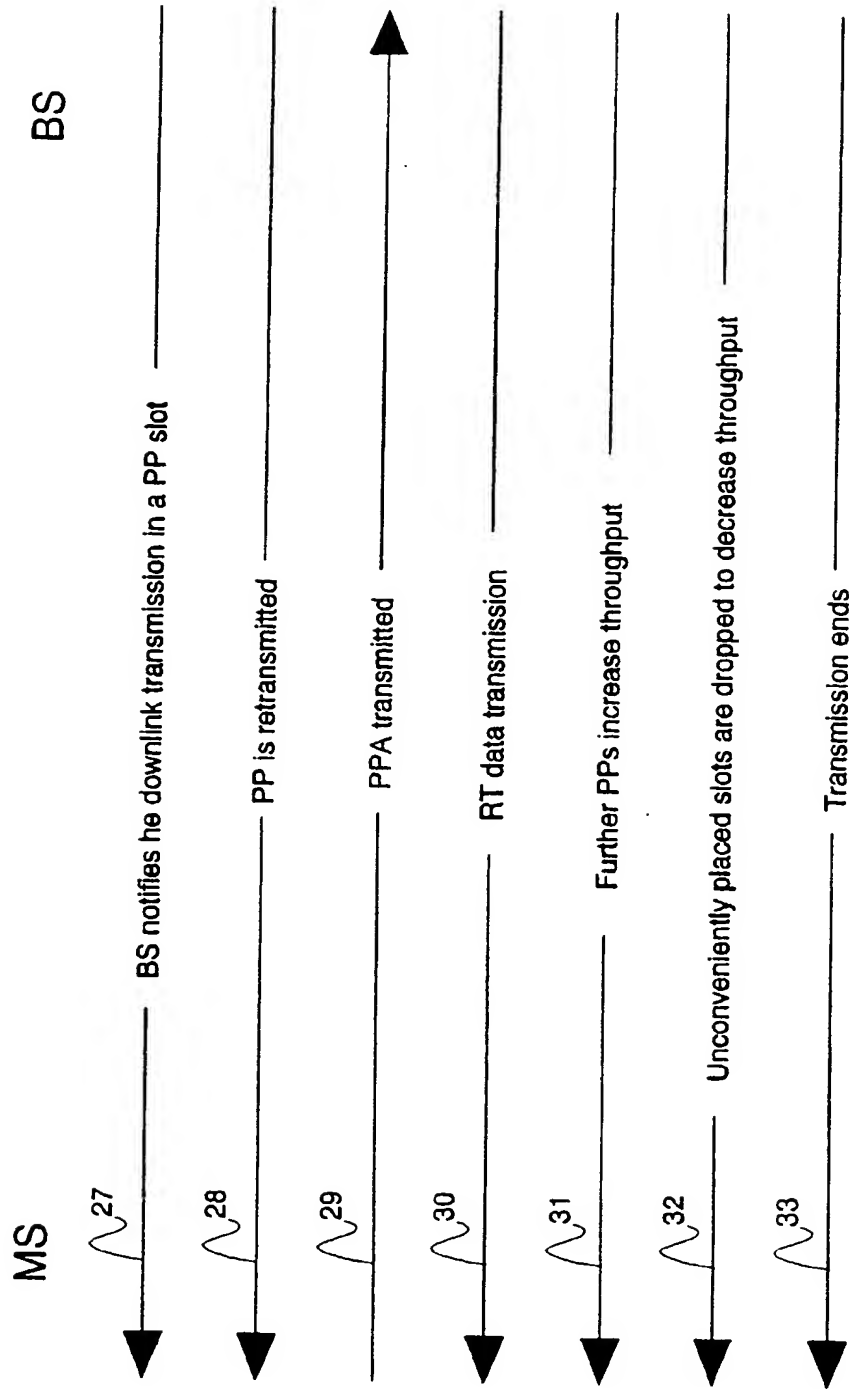 MS
BS
27
BS notifies he downlink transmission in a PP slot
28
PP is retransmitted
29
PPA transmitted
30
RT data transmission
31
Further PPs increase throughput
32
Unconveniently placed slots are dropped to decrease throughput
33
Transmission ends